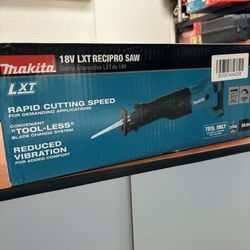 makita
18V LXT RECIPRO SAW
Sierra Alternativa LXT de 18V
LXT
RAPID CUTTING SPEED
FOR DEMANDING APPLICATIONS
CONVENIENT
"TOOL-LESS"
BLADE CHANGE SYSTEM
REDUCED
VIBRATION
FOR ADDED COMFORT
TOOL ONLY